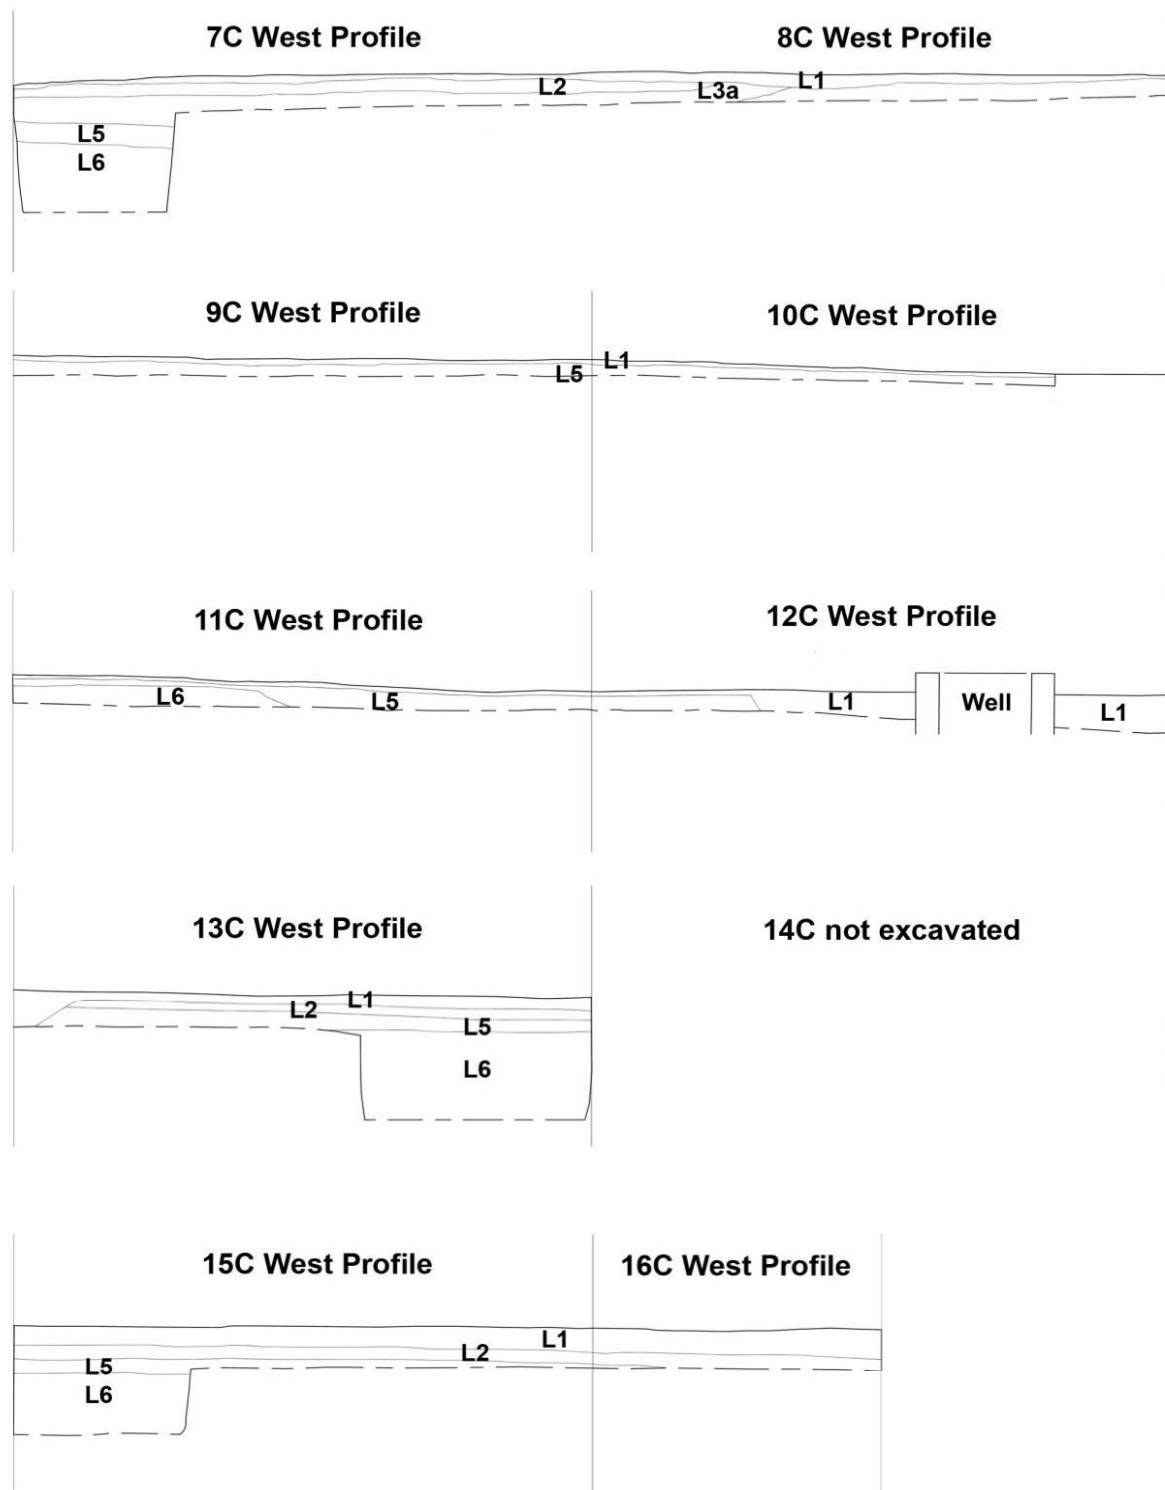 7C West Profile 8C West Profile
L2 L3a L1
L5
L6
9C West Profile 10C West Profile
L1
L5
11C West Profile 12C West Profile
L6 L5 L1 Well L1
13C West Profile 14C not excavated
L2 L1
L5
L6
15C West Profile 16C West Profile
L1
L2
L5
L6